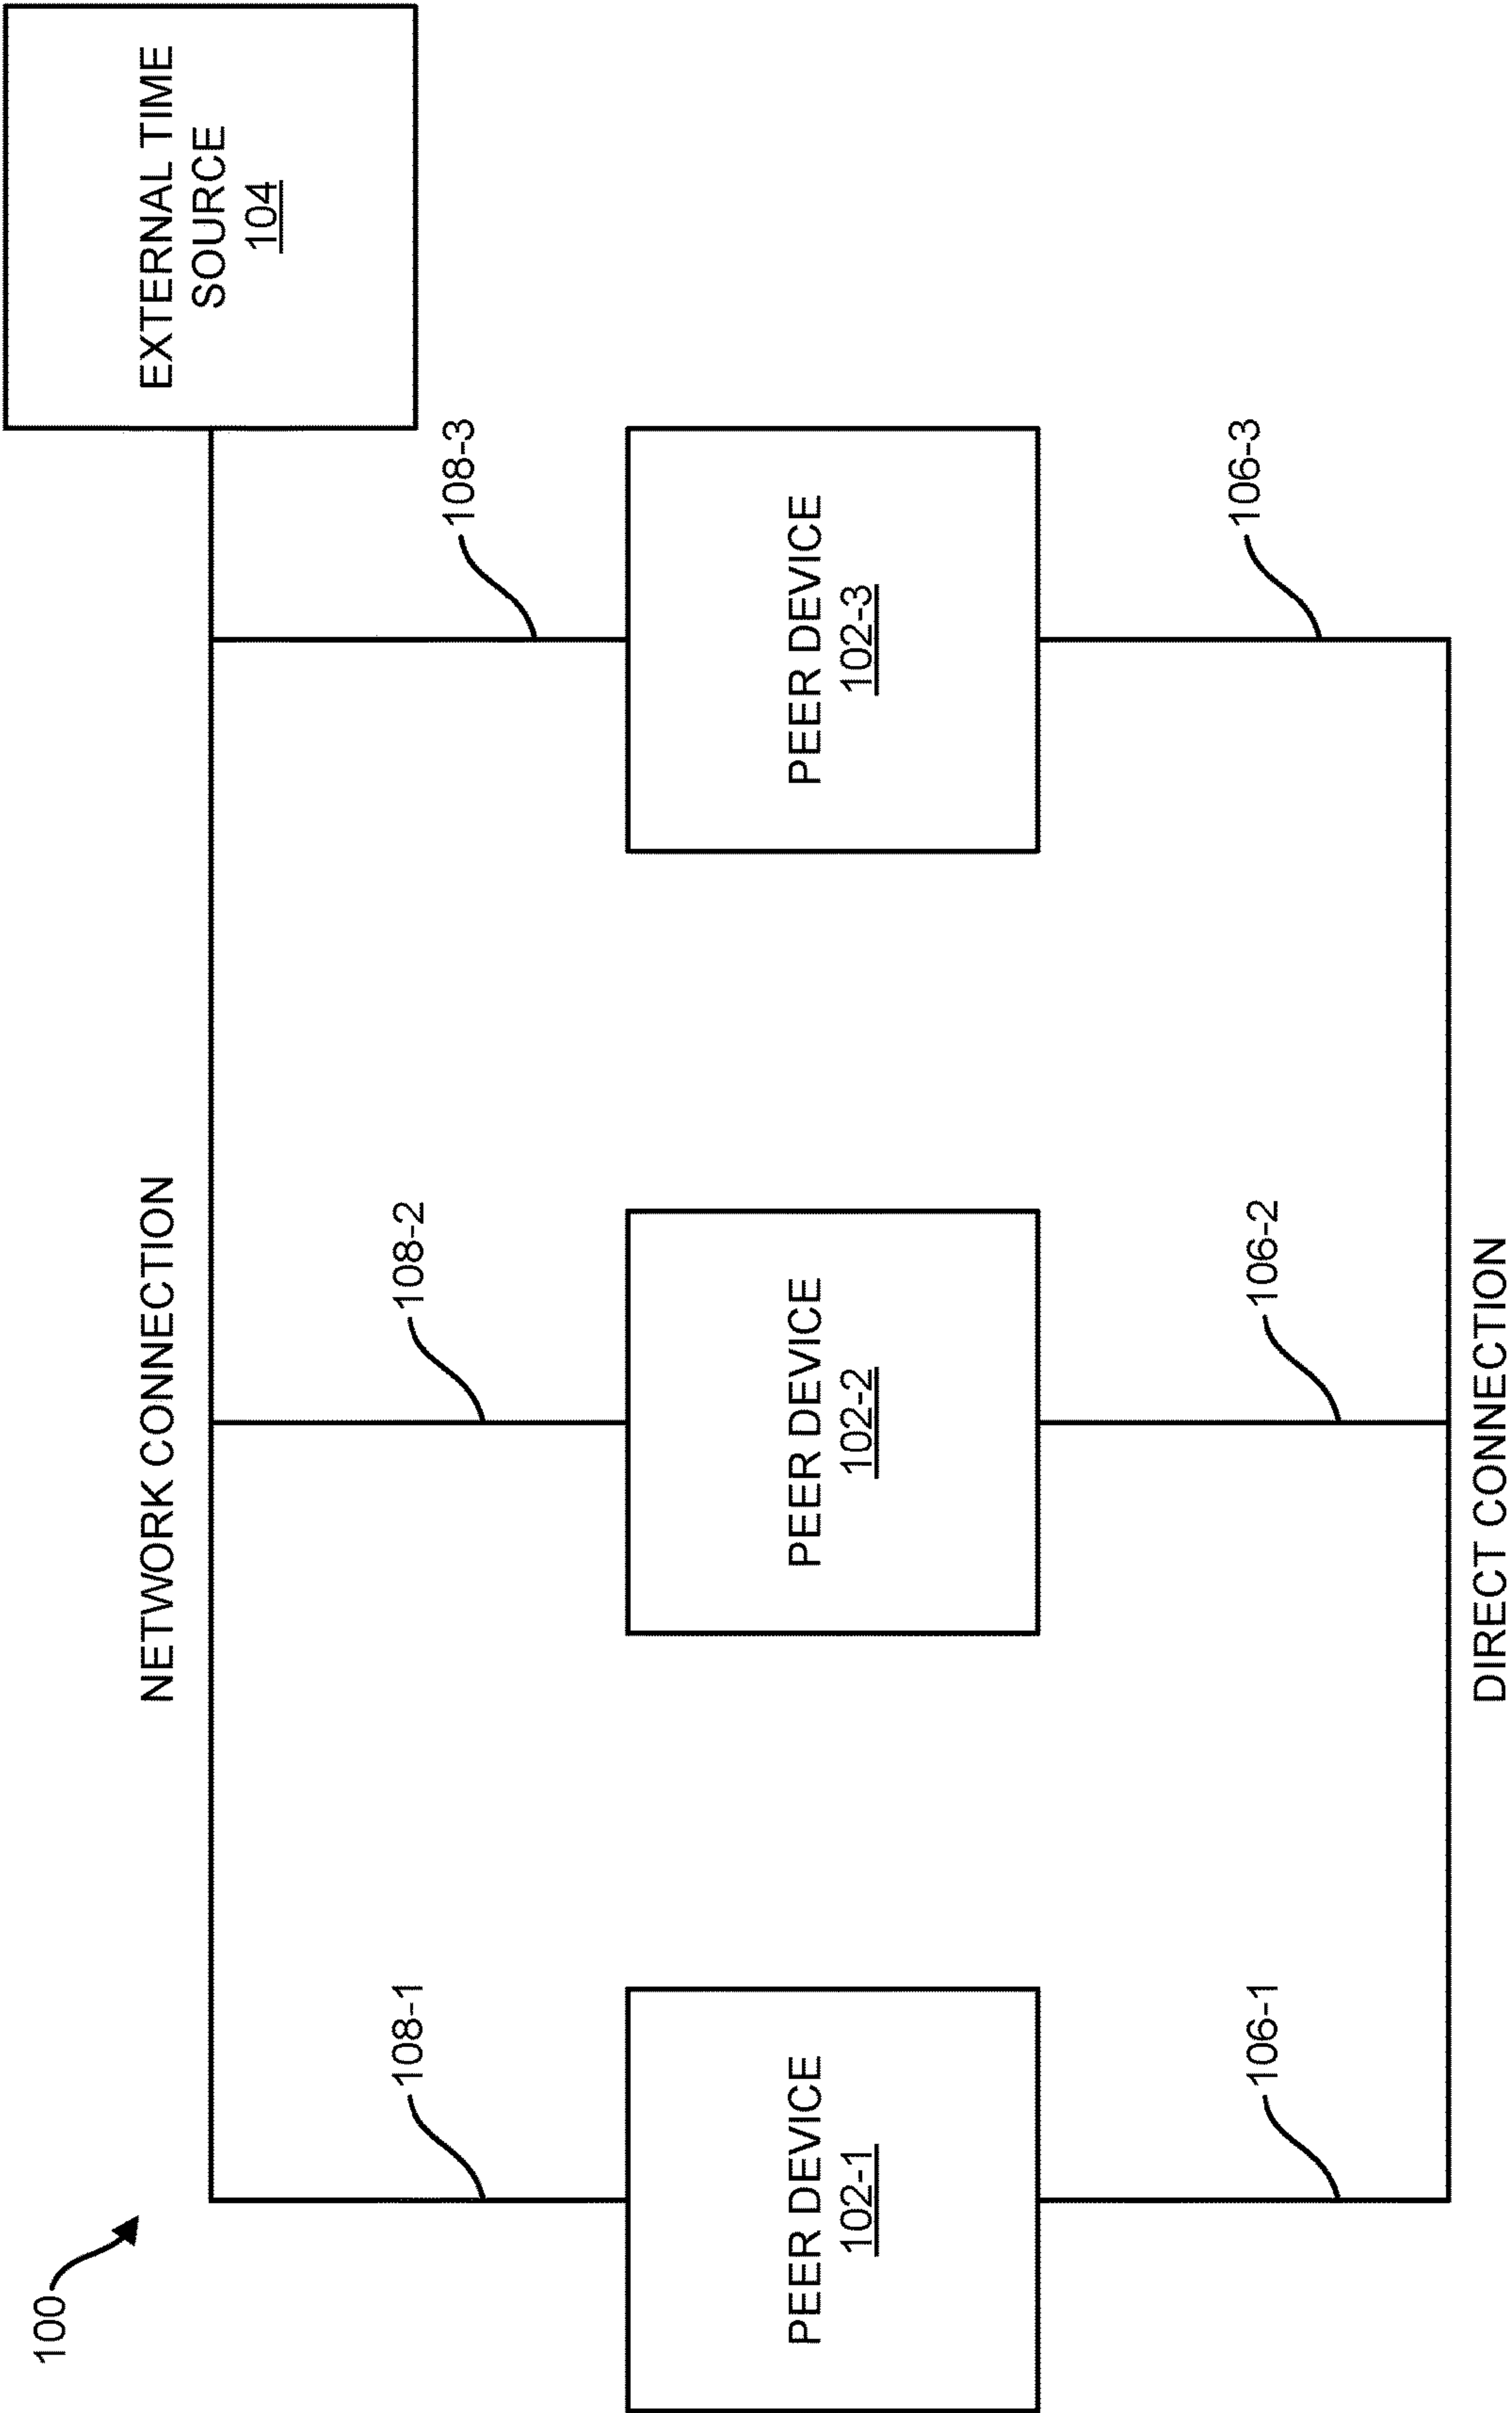 100
NETWORK CONNECTION
EXTERNAL TIME
SOURCE
104
108-1
108-2
108-3
PEER DEVICE
102-1
PEER DEVICE
102-2
PEER DEVICE
102-3
106-1
106-2
106-3
DIRECT CONNECTION